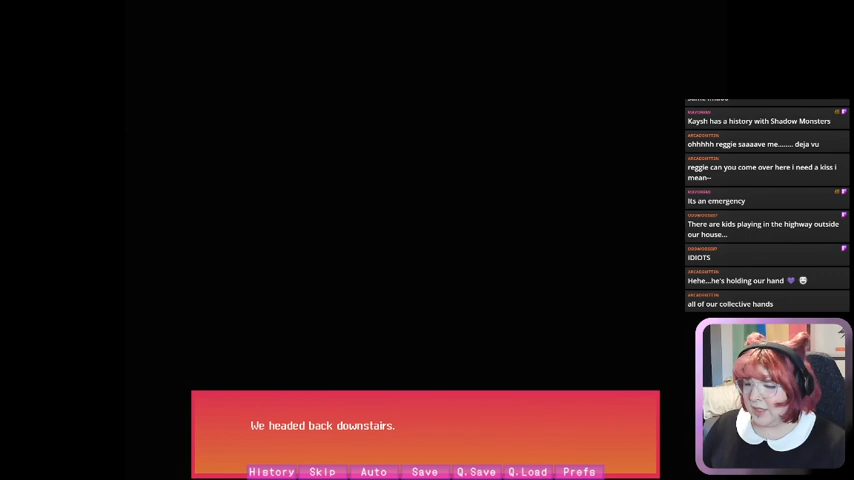 Kaysh has a history with Shadow Monsters
ohhhhh reggie saaaave me........ deja vu
reggie can you come over here i need a kiss i
mean--
Its an emergency
There are kids playing in the highway outside
our house...
IDIOTS
Hehe...he's holding our hand 💜
all of our collective hands
We headed back downstairs.
History Skip Auto Save Q.Save Q.Load Prefs